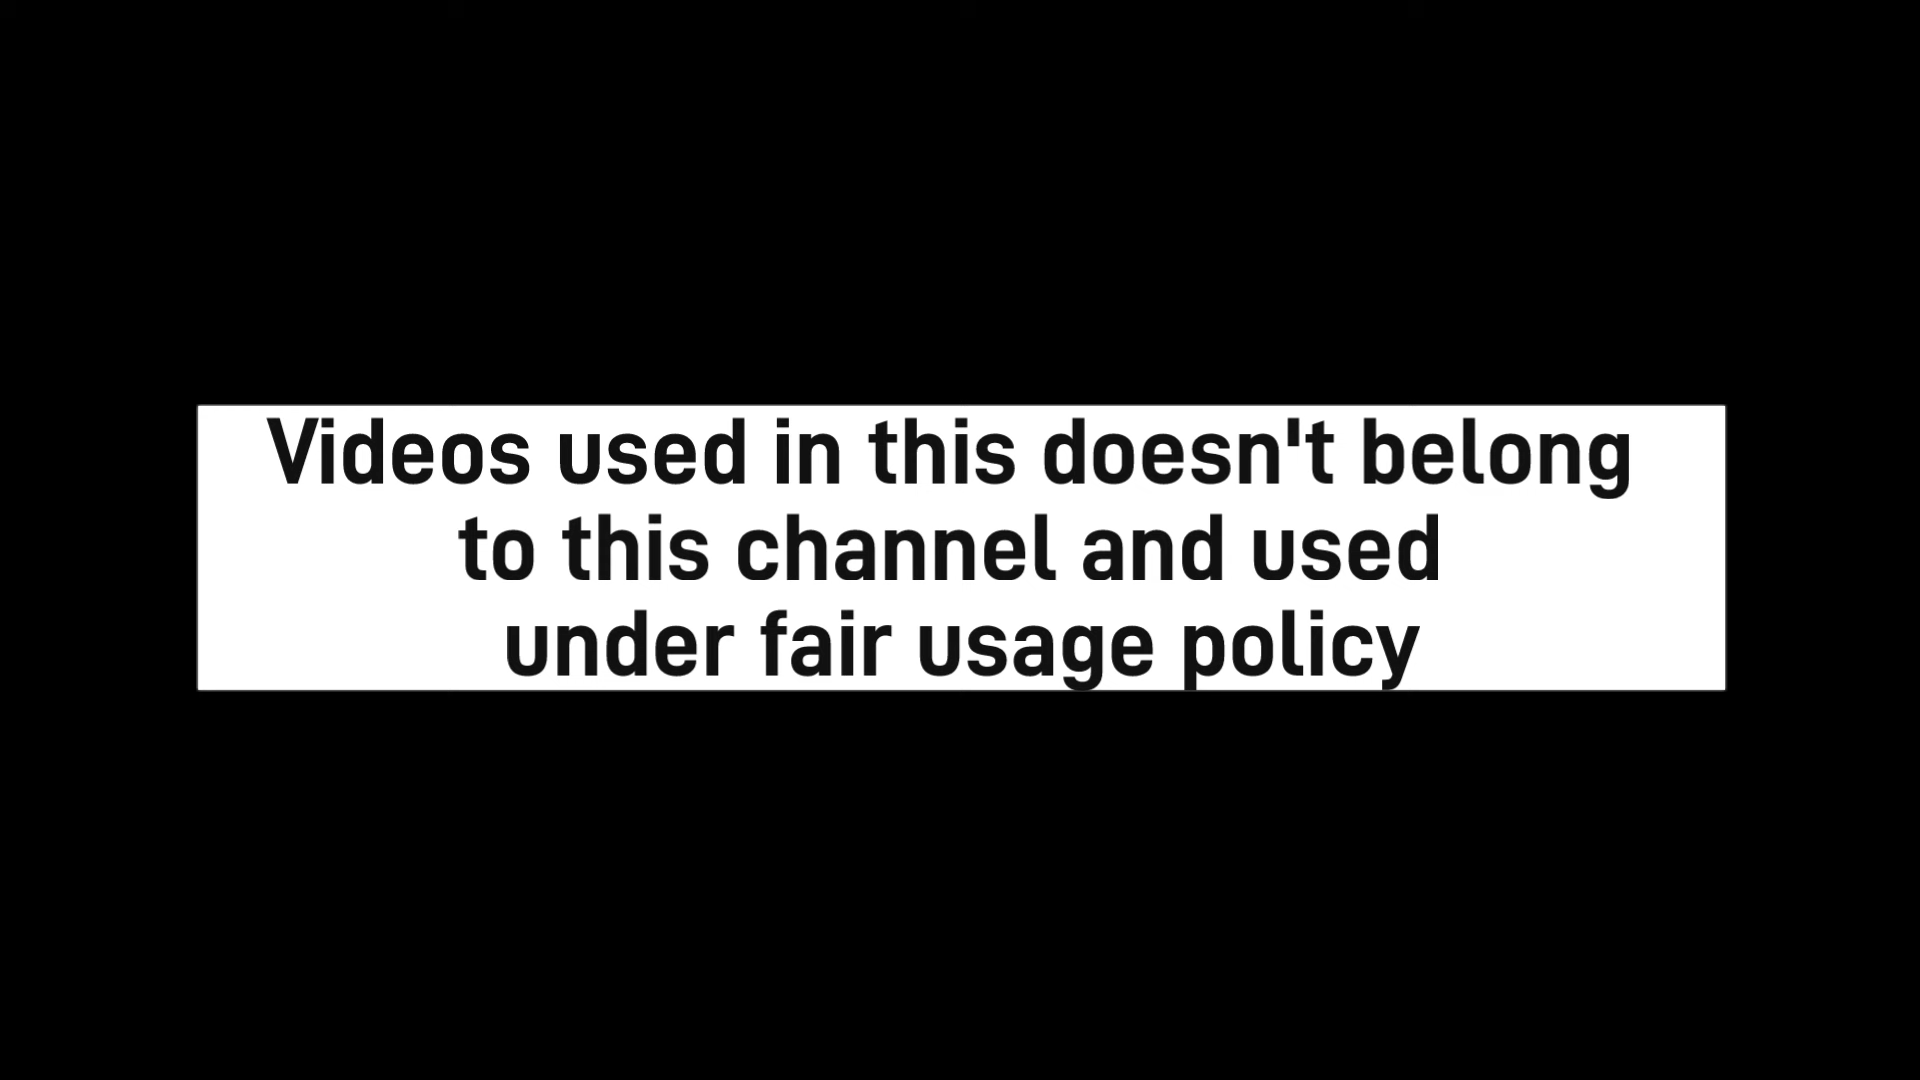 Videos used in this doesn't belong
to this channel and used
under fair usage policy